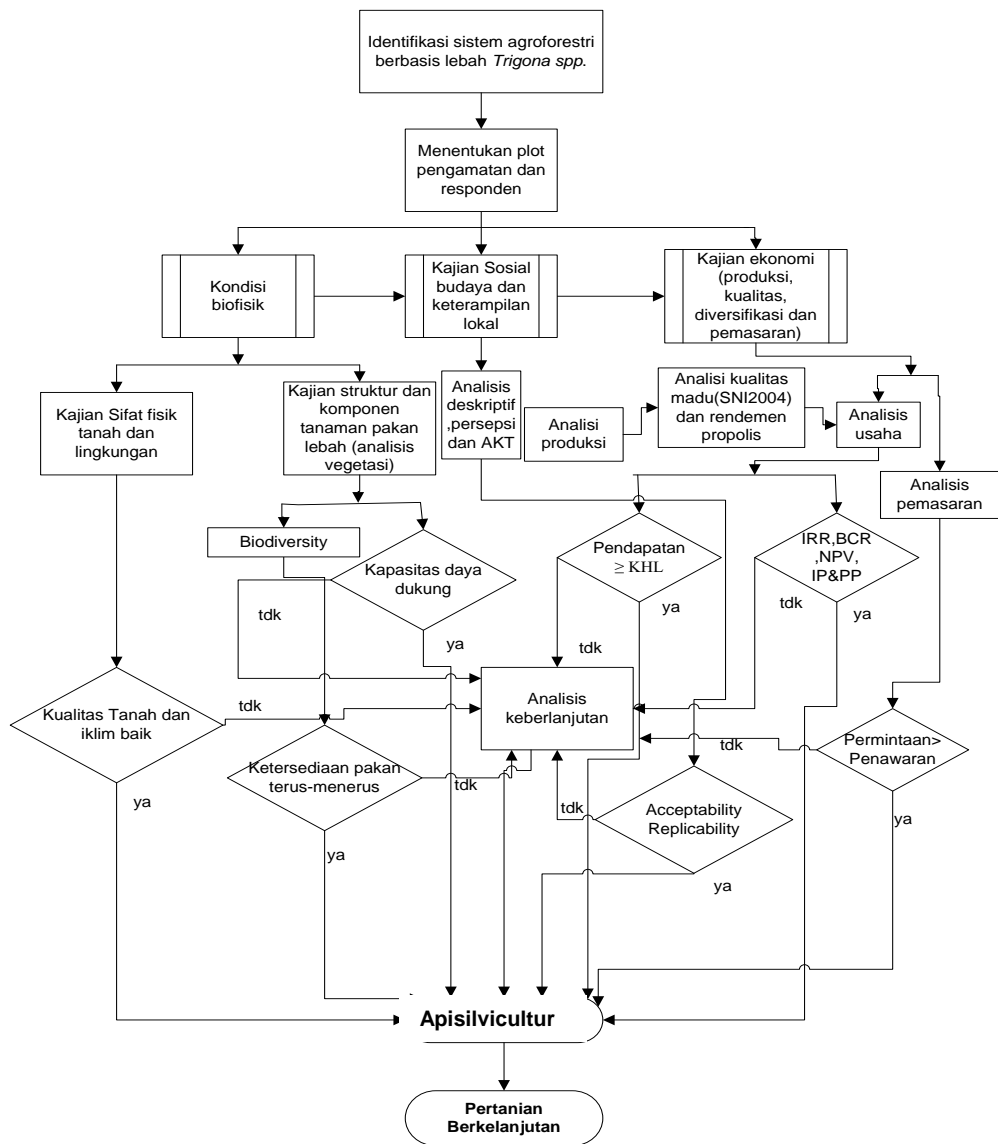 Identifikasi sistem agroforestri
berbasis lebah Trigona spp.
Menentukan plot
pengamatan dan
responden
Kondisi
biofisik
Kajian Sosial
budaya dan
keterampilan
lokal
Kajian ekonomi
(produksi,
kualitas,
diversifikasi dan
pemasaran)
Kajian Sifat fisik
tanah dan
lingkungan
Kajian struktur dan
komponen
tanaman pakan
lebah (analisis
vegetasi)
Analisis
deskriptif
,persepsi
dan AKT
Analisi
produksi
Analisi kualitas
madu(SNI2004)
dan rendemen
propolis
Analisis
usaha
Analisis
pemasaran
Biodiversity
Kapasitas daya
dukung
tdk
ya
Pendapatan
≥ KHL
tdk
ya
IRR,BCR
,NPV,
IP&PP
tdk
ya
Kualitas Tanah dan
iklim baik
tdk
ya
Ketersediaan pakan
terus-menerus
tdk
ya
Analisis
keberlanjutan
Acceptability
Replicability
tdk
ya
Permintaan>
Penawaran
tdk
ya
Apisilvicultur
Pertanian
Berkelanjutan